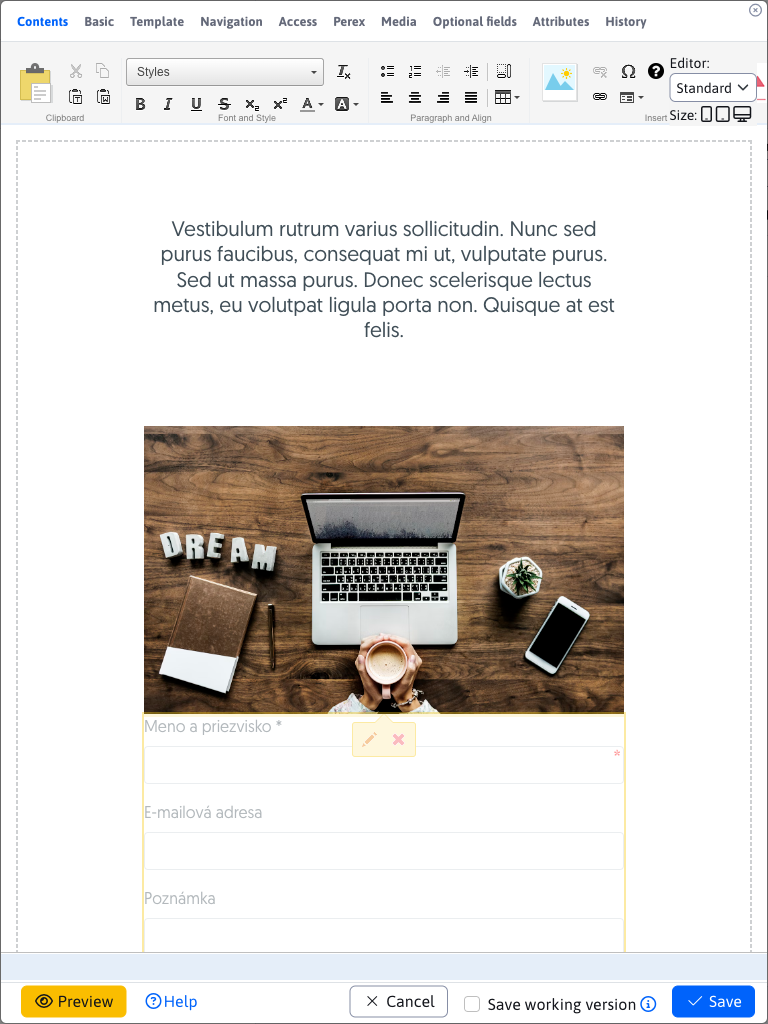 Contents Basic Template Navigation Access Perex Media Optional fields Attributes History
Editor:
Styles
Standard
B I U S x₂ x² A A
Size:
Clipboard Font and Style Paragraph and Align Insert
Vestibulum rutrum varius sollicitudin. Nunc sed
purus faucibus, consequat mi ut, vulputate purus.
Sed ut massa purus. Donec scelerisque lectus
metus, eu volutpat ligula porta non. Quisque at est
felis.
DREAM
Meno a priezvisko *
*
E-mailová adresa
Poznámka
Preview Help Cancel Save working version Save